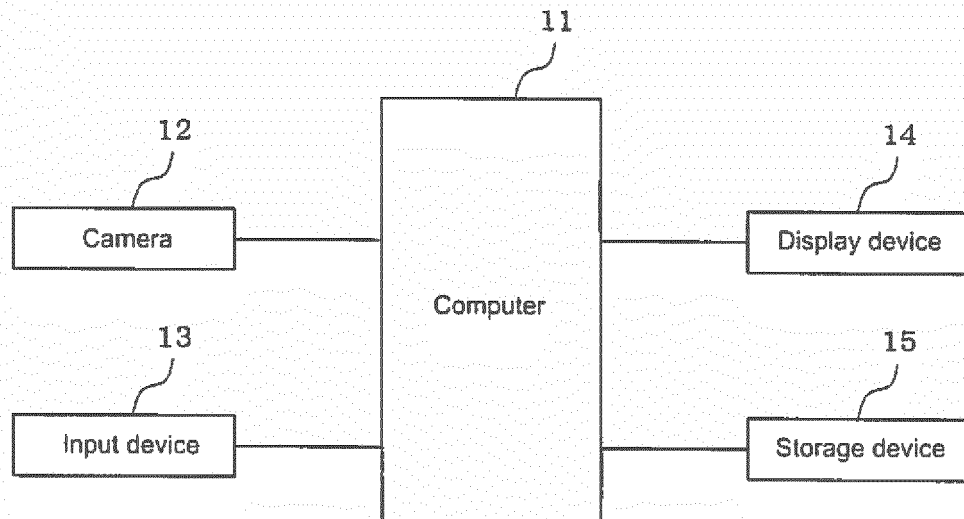 11
12
14
Camera
Display device
Computer
13
15
Input device
Storage device